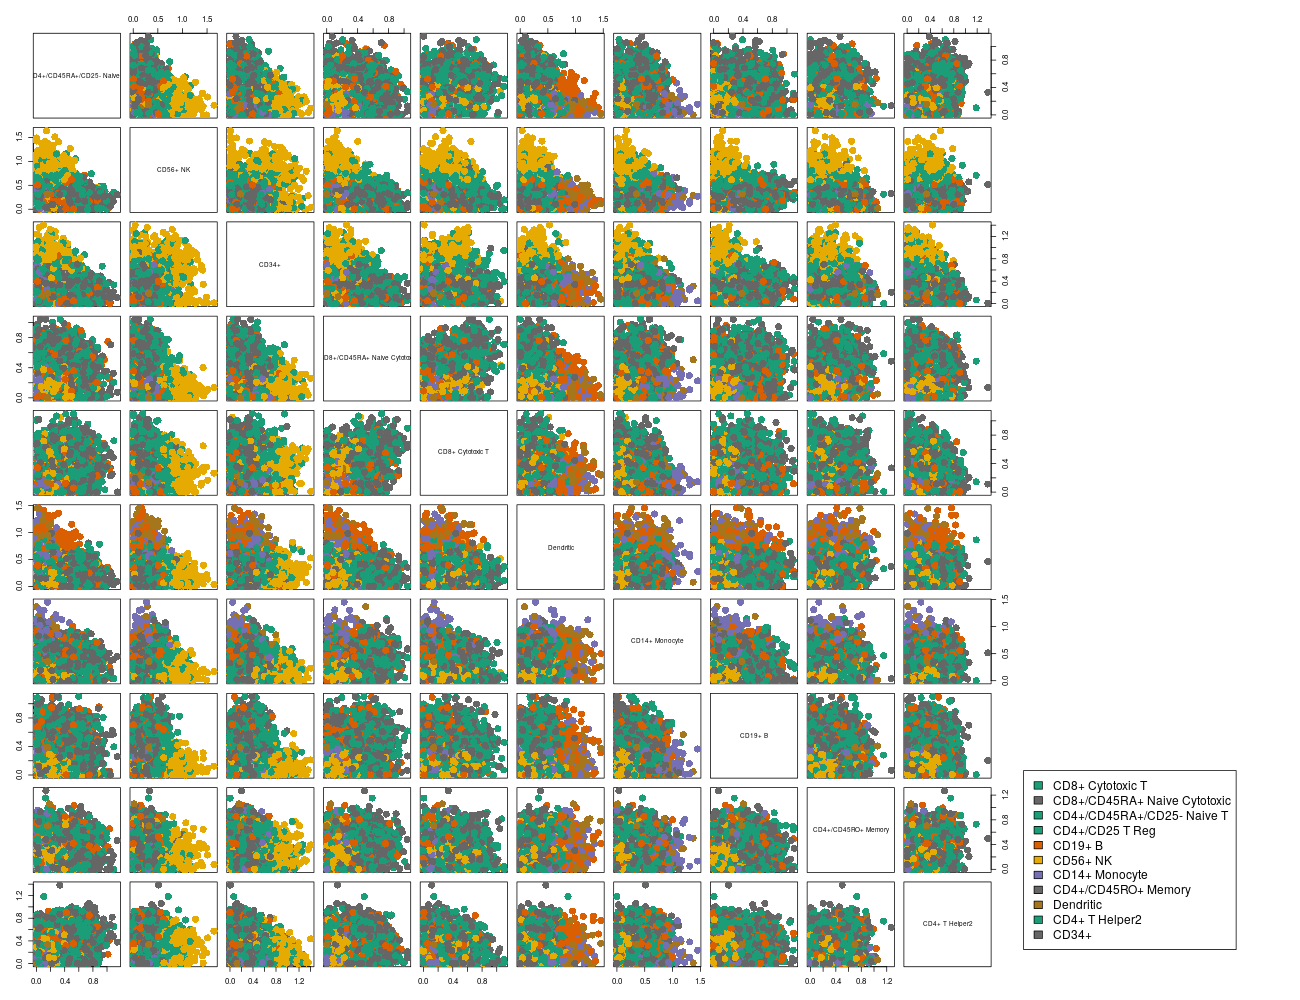 0.0 0.5 1.0 1.5 0.0 0.4 0.8 0.0 0.5 1.0 1.5 0.0 0.4 0.8 0.0 0.4 0.8 1.2
D4+/CD45RA+/CD25- Naive
0.0 0.4 0.8
CD56+ NK
0.0 0.5 1.0 1.5
CD34+
0.0 0.4 0.8 1.2
D8+/CD45RA+ Naive Cytoto
0.0 0.4 0.8
CD8+ Cytotoxic T
0.0 0.4 0.8
Dendritic
0.0 0.5 1.0 1.5
CD14+ Monocyte
0.0 0.5 1.0 1.5
CD19+ B
0.0 0.4 0.8
CD4+/CD45RO+ Memory
0.0 0.4 0.8 1.2
CD4+ T Helper2
0.0 0.4 0.8 1.2
0.0 0.4 0.8 0.0 0.4 0.8 1.2 0.0 0.4 0.8 0.0 0.5 1.0 1.5 0.0 0.4 0.8 1.2
CD8+ Cytotoxic T
CD8+/CD45RA+ Naive Cytotoxic
CD4+/CD45RA+/CD25- Naive T
CD4+/CD25 T Reg
CD19+ B
CD56+ NK
CD14+ Monocyte
CD4+/CD45RO+ Memory
Dendritic
CD4+ T Helper2
CD34+